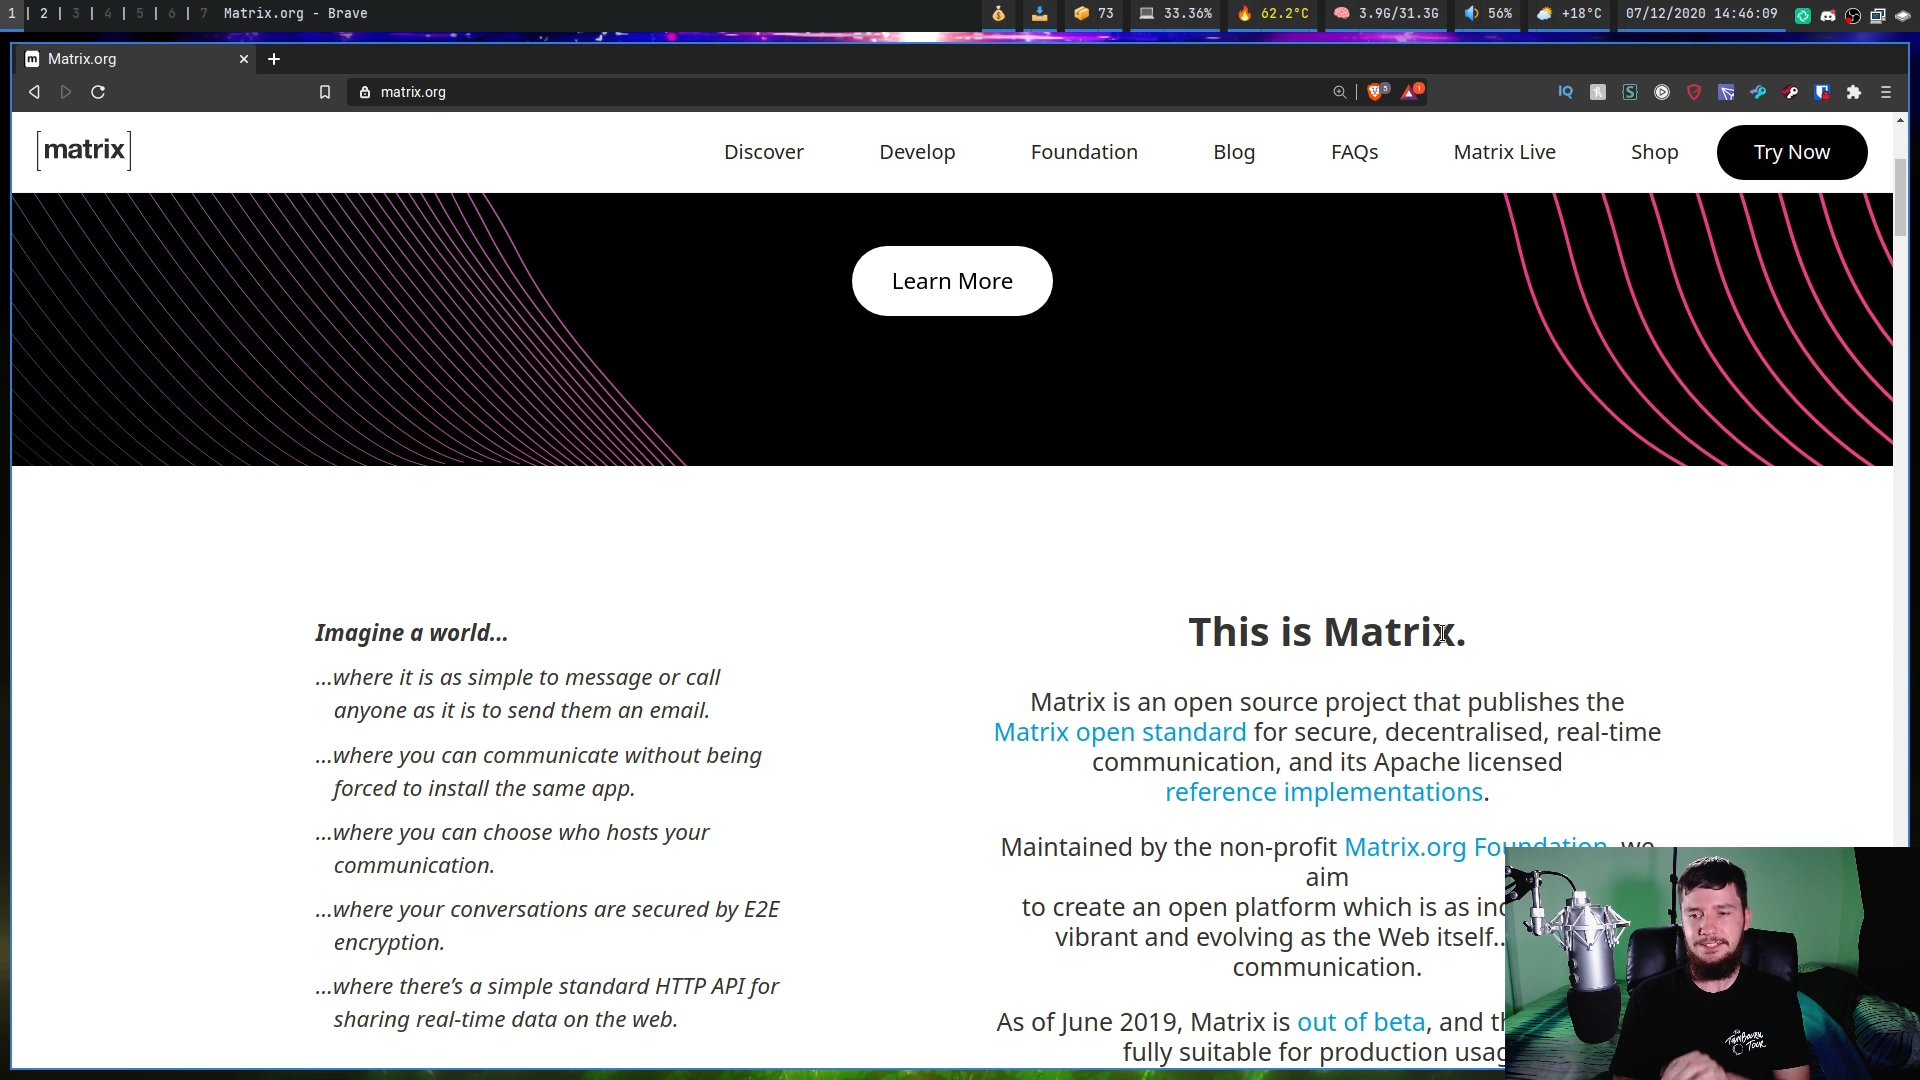 1 | 2 | 3 | 4 | 5 | 6 | 7 Matrix.org - Brave
73 33.36% 62.2°C 3.9G/31.3G 56% +18°C 07/12/2020 14:46:09
Matrix.org
matrix.org
5 1 IQ
[matrix]
Discover Develop Foundation Blog FAQs Matrix Live Shop Try Now
Learn More
Imagine a world...
...where it is as simple to message or call
anyone as it is to send them an email.
...where you can communicate without being
forced to install the same app.
...where you can choose who hosts your
communication.
...where your conversations are secured by E2E
encryption.
...where there's a simple standard HTTP API for
sharing real-time data on the web.
This is Matrix.
Matrix is an open source project that publishes the
Matrix open standard for secure, decentralised, real-time
communication, and its Apache licensed
reference implementations.
Maintained by the non-profit Matrix.org Foundation, we
aim
to create an open platform which is as
vibrant and evolving as the Web itself..
communication.
As of June 2019, Matrix is out of beta, and
fully suitable for production